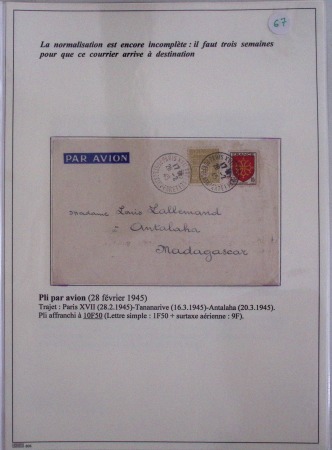 67
La normalisation est encore incomplète : il faut trois semaines
pour que ce courrier arrive à destination
PAR AVION
Madame Louis Lallemand
Antalaha
Madagascar
Pli par avion (28 février 1945)
Trajet : Paris XVII (28.2.1945)-Tananarive (16.3.1945)-Antalaha (20.3.1945).
Pli affranchi à 10F50 (Lettre simple : 1F50 + surtaxe aérienne : 9F).